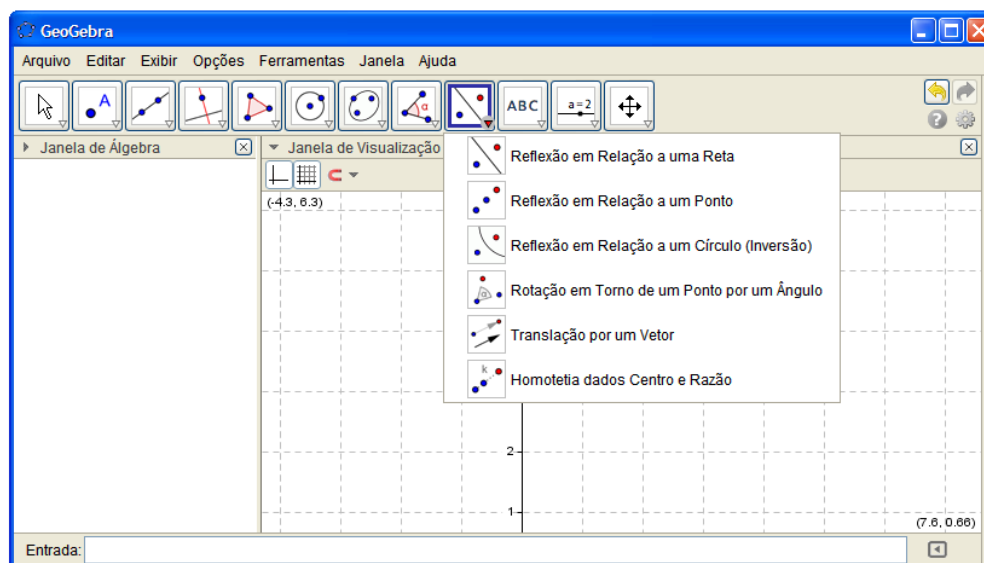 GeoGebra
Arquivo Editar Exibir Opções Ferramentas Janela Ajuda
A α ABC a=2
Janela de Álgebra
Janela de Visualização
(-4.3, 6.3)
Reflexão em Relação a uma Reta
Reflexão em Relação a um Ponto
Reflexão em Relação a um Círculo (Inversão)
α Rotação em Torno de um Ponto por um Ângulo
Translação por um Vetor
k Homotetia dados Centro e Razão
2
1
(7.6, 0.66)
Entrada: